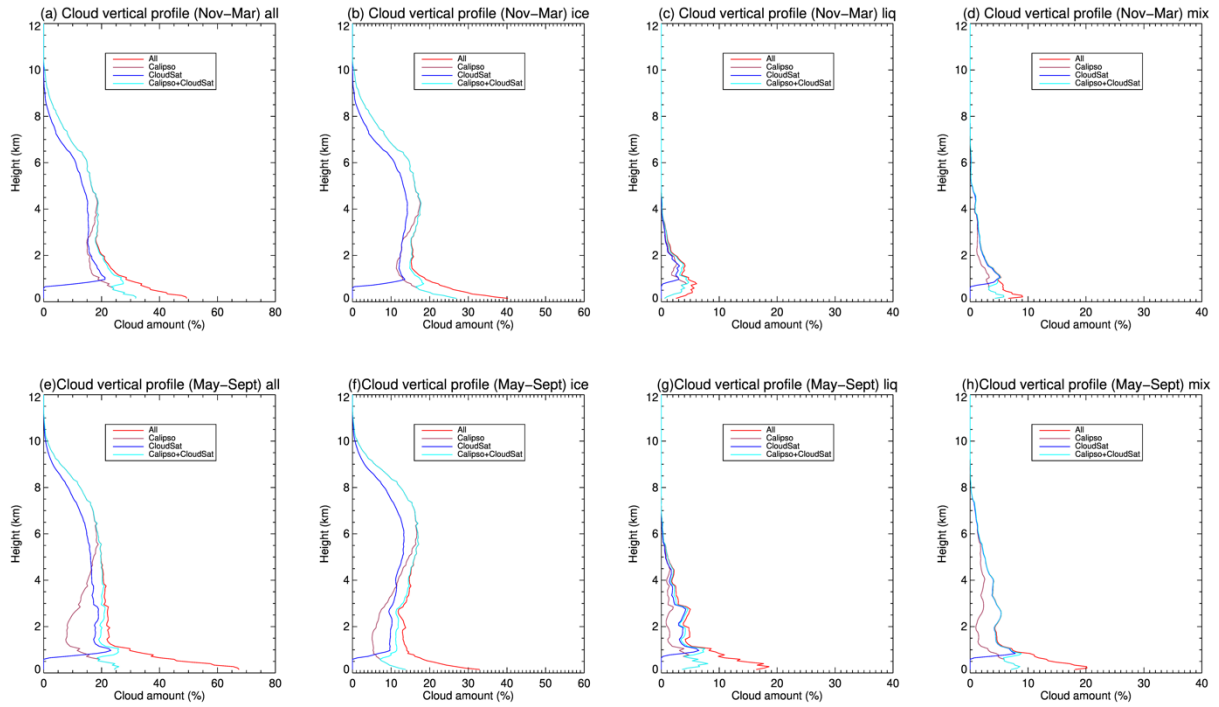 (a) Cloud vertical profile (Nov−Mar) all
12
10
8
6
4
2
0
Height (km)
All
Calipso
CloudSat
Calipso+CloudSat
0 20 40 60 80
Cloud amount (%)
(b) Cloud vertical profile (Nov−Mar) ice
12
10
8
6
4
2
0
Height (km)
All
Calipso
CloudSat
Calipso+CloudSat
0 10 20 30 40 50 60
Cloud amount (%)
(c) Cloud vertical profile (Nov−Mar) liq
12
10
8
6
4
2
0
Height (km)
All
Calipso
CloudSat
Calipso+CloudSat
0 10 20 30 40
Cloud amount (%)
(d) Cloud vertical profile (Nov−Mar) mix
12
10
8
6
4
2
0
Height (km)
All
Calipso
CloudSat
Calipso+CloudSat
0 10 20 30 40
Cloud amount (%)
(e)Cloud vertical profile (May−Sept) all
12
10
8
6
4
2
0
Height (km)
All
Calipso
CloudSat
Calipso+CloudSat
0 20 40 60 80
Cloud amount (%)
(f)Cloud vertical profile (May−Sept) ice
12
10
8
6
4
2
0
Height (km)
All
Calipso
CloudSat
Calipso+CloudSat
0 10 20 30 40 50 60
Cloud amount (%)
(g)Cloud vertical profile (May−Sept) liq
12
10
8
6
4
2
0
Height (km)
All
Calipso
CloudSat
Calipso+CloudSat
0 10 20 30 40
Cloud amount (%)
(h)Cloud vertical profile (May−Sept) mix
12
10
8
6
4
2
0
Height (km)
All
Calipso
CloudSat
Calipso+CloudSat
0 10 20 30 40
Cloud amount (%)